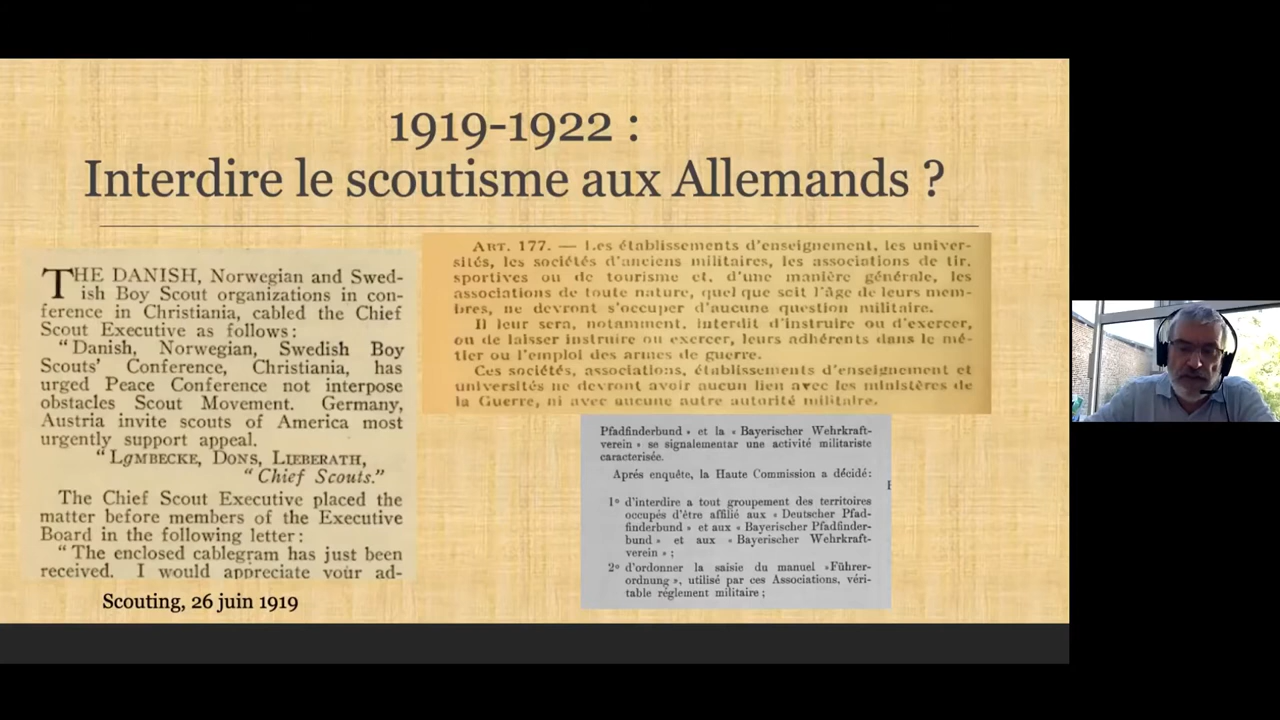 1919-1922 :
Interdire le scoutisme aux Allemands ?
THE DANISH, Norwegian and Swed-
ish Boy Scout organizations in con-
ference in Christiania, cabled the Chief
Scout Executive as follows:
"Danish, Norwegian, Swedish Boy
Scouts' Conference, Christiania, has
urged Peace Conference not interpose
obstacles Scout Movement. Germany,
Austria invite scouts of America most
urgently support appeal.
"LOMBECKE, DONS, LIEBERATH,
"Chief Scouts."
The Chief Scout Executive placed the
matter before members of the Executive
Board in the following letter:
"The enclosed cablegram has just been
received. I would appreciate your ad-
Scouting, 26 juin 1919
ART. 177. — Les établissements d'enseignement, les univer-
sités, les sociétés d'anciens militaires, les associations de tir,
sportives ou de tourisme et, d'une manière générale, les
associations de toute nature, quel que soit l'âge de leurs mem-
bres, ne devront s'occuper d'aucune question militaire.
Il leur sera, notamment, interdit d'instruire ou d'exercer,
ou de laisser instruire ou exercer, leurs adhérents dans le mé-
tier ou l'emploi des armes de guerre.
Ces sociétés, associations, établissements d'enseignement et
universités ne devront avoir aucun lien avec les ministères de
la Guerre, ni avec aucune autre autorité militaire.
Pfadfinderbund » et la « Bayerischer Wehrkraft-
verein » se signalementar une activité militariste
caracterisée.
Aprés enquête, la Haute Commission a décidé:
1° d'interdire a tout groupement des territoires
occupés d'être affilié aux « Deutscher Pfad-
finderbund » et aux « Bayerischer Pfadfinder-
bund » et aux « Bayerischer Wehrkraft-
verein » ;
2° d'ordonner la saisie du manuel »Führer-
ordnung », utilisé par ces Associations, véri-
table réglement militaire ;